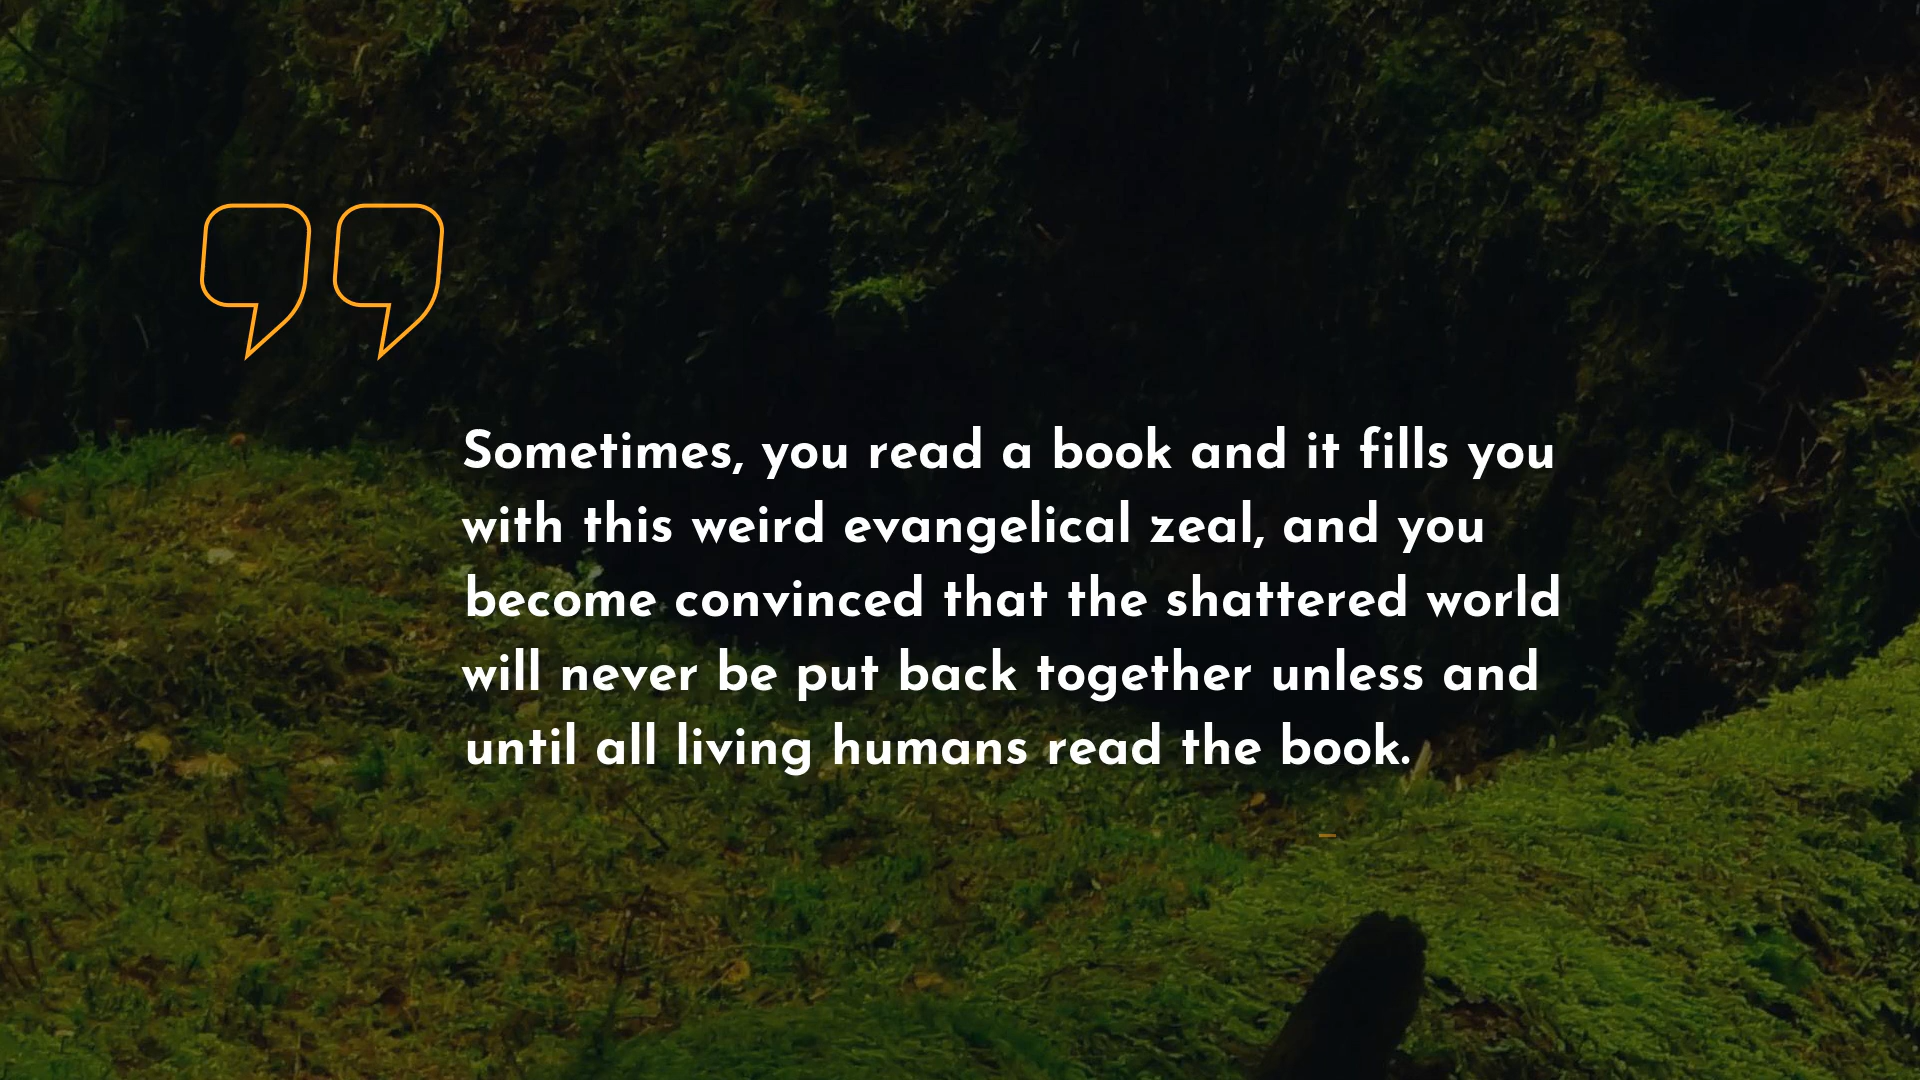 Sometimes, you read a book and it fills you
with this weird evangelical zeal, and you
become convinced that the shattered world
will never be put back together unless and
until all living humans read the book.